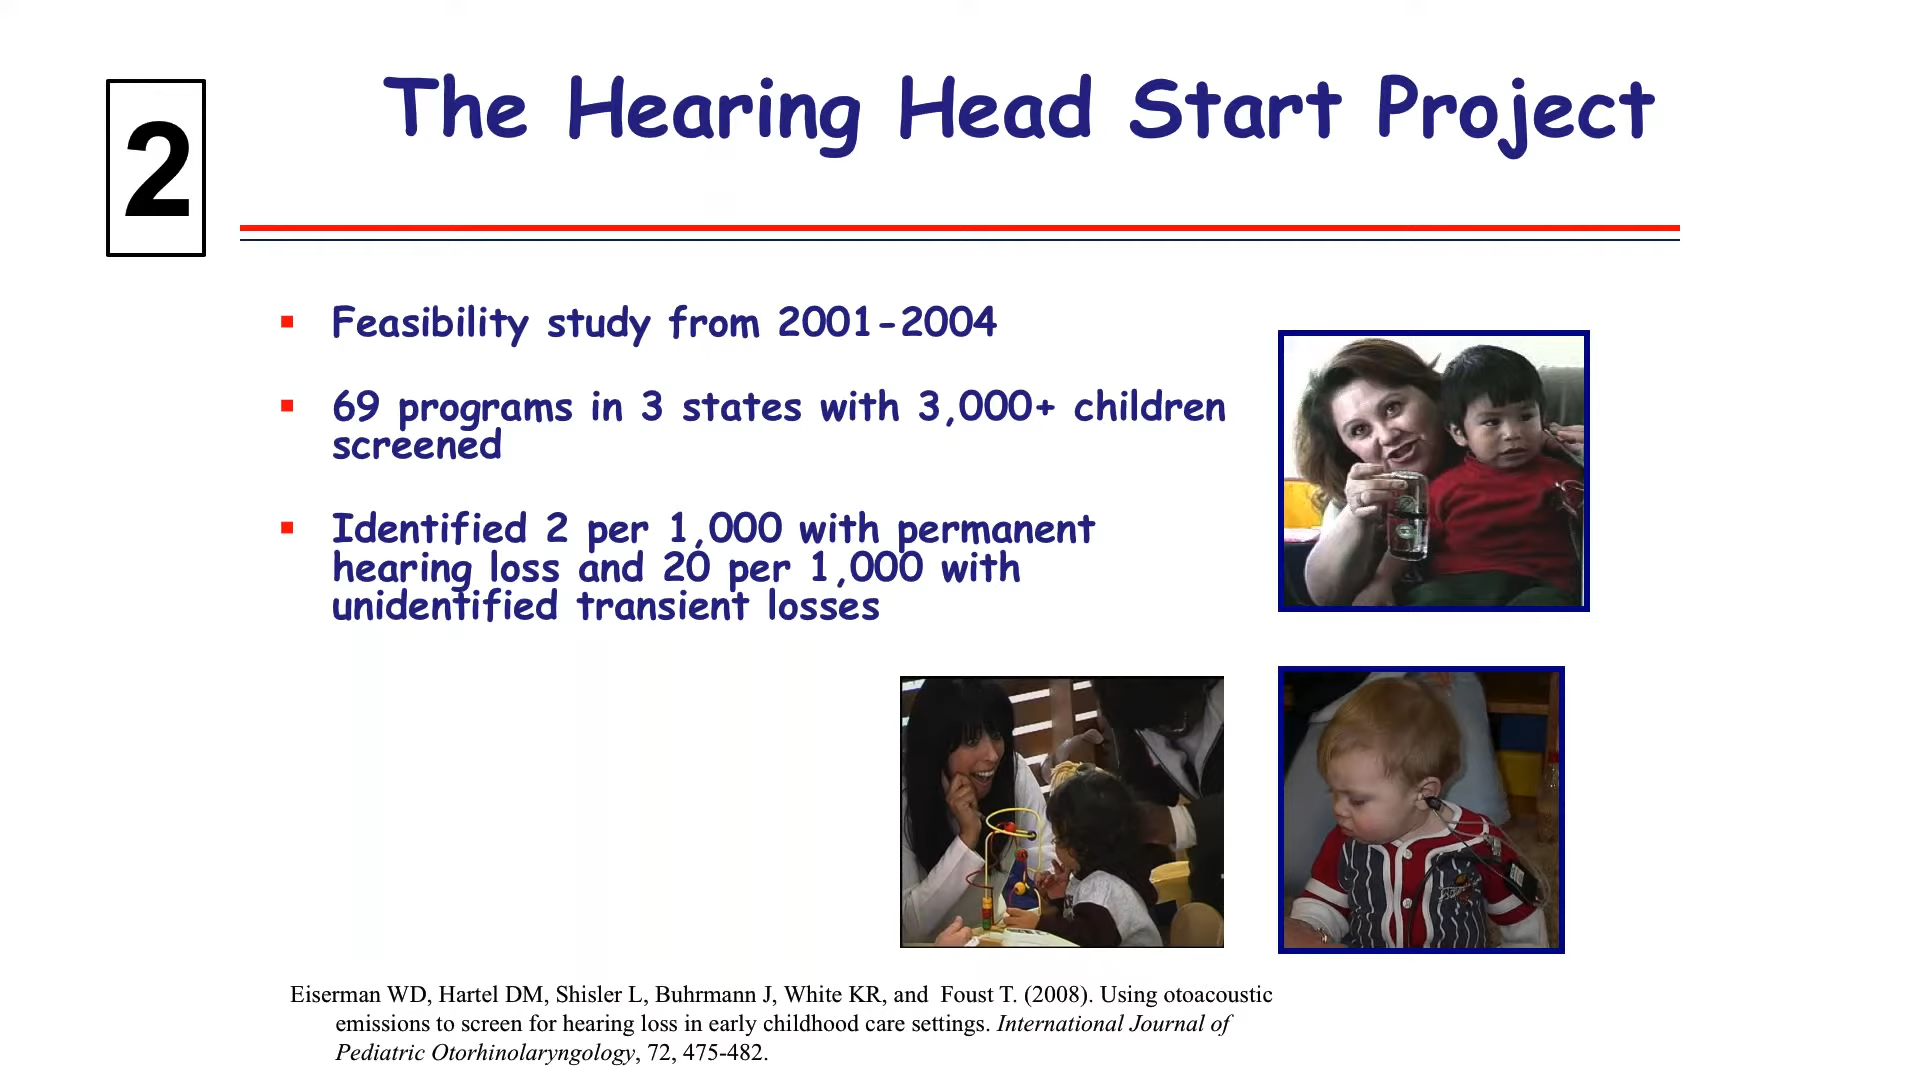 2
The Hearing Head Start Project
Feasibility study from 2001-2004
69 programs in 3 states with 3,000+ children
screened
Identified 2 per 1,000 with permanent
hearing loss and 20 per 1,000 with
unidentified transient losses
Eiserman WD, Hartel DM, Shisler L, Buhrmann J, White KR, and Foust T. (2008). Using otoacoustic
emissions to screen for hearing loss in early childhood care settings. International Journal of
Pediatric Otorhinolaryngology, 72, 475-482.